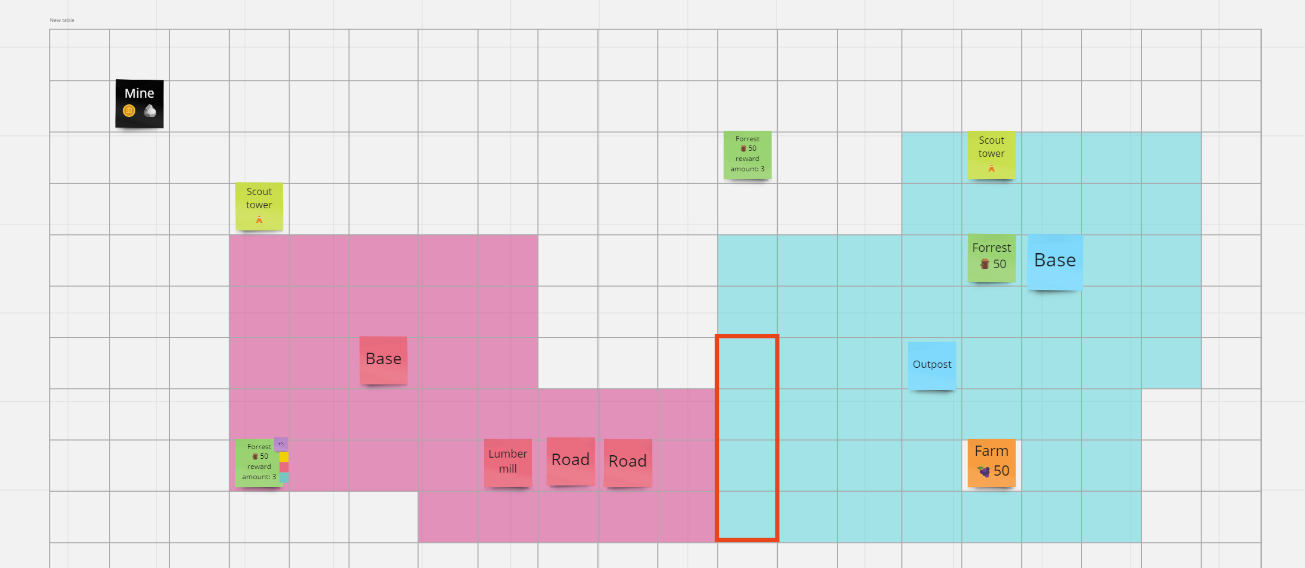 New table
Mine
Forrest
50
reward
amount: 3
Scout
tower
Scout
tower
Forrest
50
Base
Base
Outpost
Forrest
50
reward
amount: 3
Lumber
mill
Road
Road
Farm
50